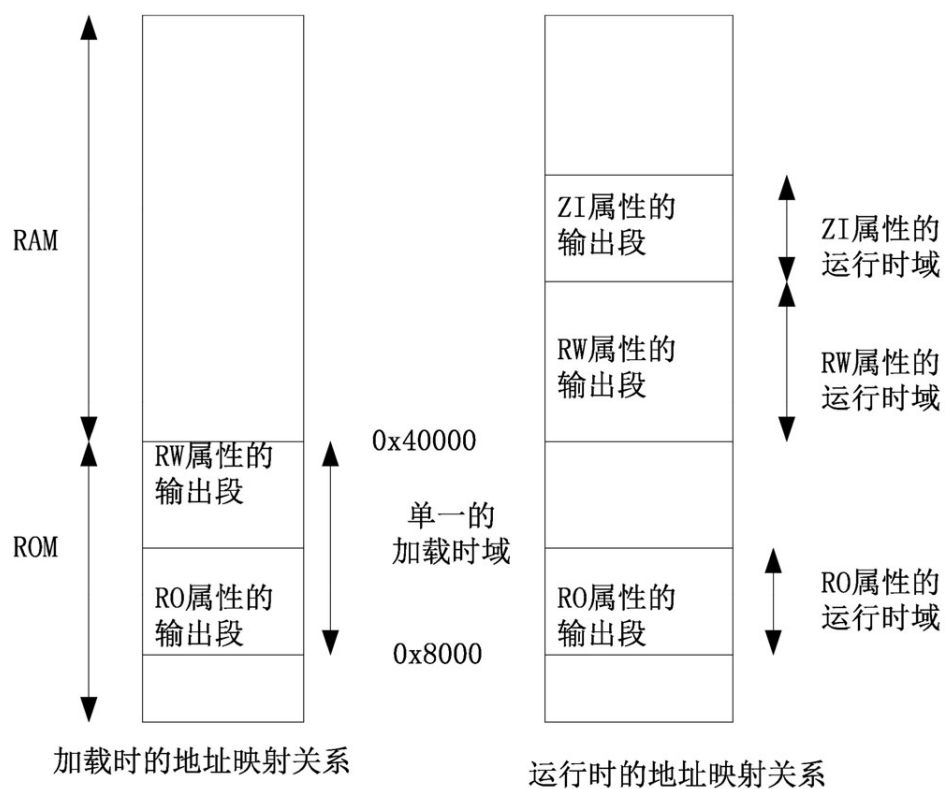 RAM
ROM
RW属性的
输出段
RO属性的
输出段
0x40000
单一的
加载时域
0x8000
加载时的地址映射关系
ZI属性的
输出段
RW属性的
输出段
RO属性的
输出段
ZI属性的
运行时域
RW属性的
运行时域
RO属性的
运行时域
运行时的地址映射关系